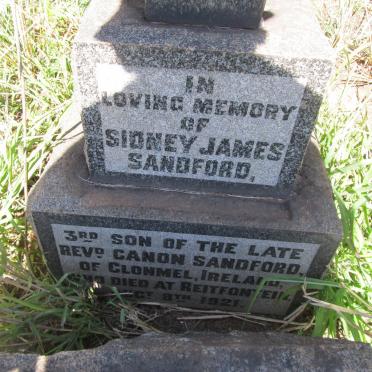 IN
LOVING MEMORY
OF
SIDNEY JAMES
SANDFORD,
3RD SON OF THE LATE
REVD CANON SANDFORD,
OF CLONMEL, IRELAND,
DIED AT REITFONTEIN,
8TH 1921.